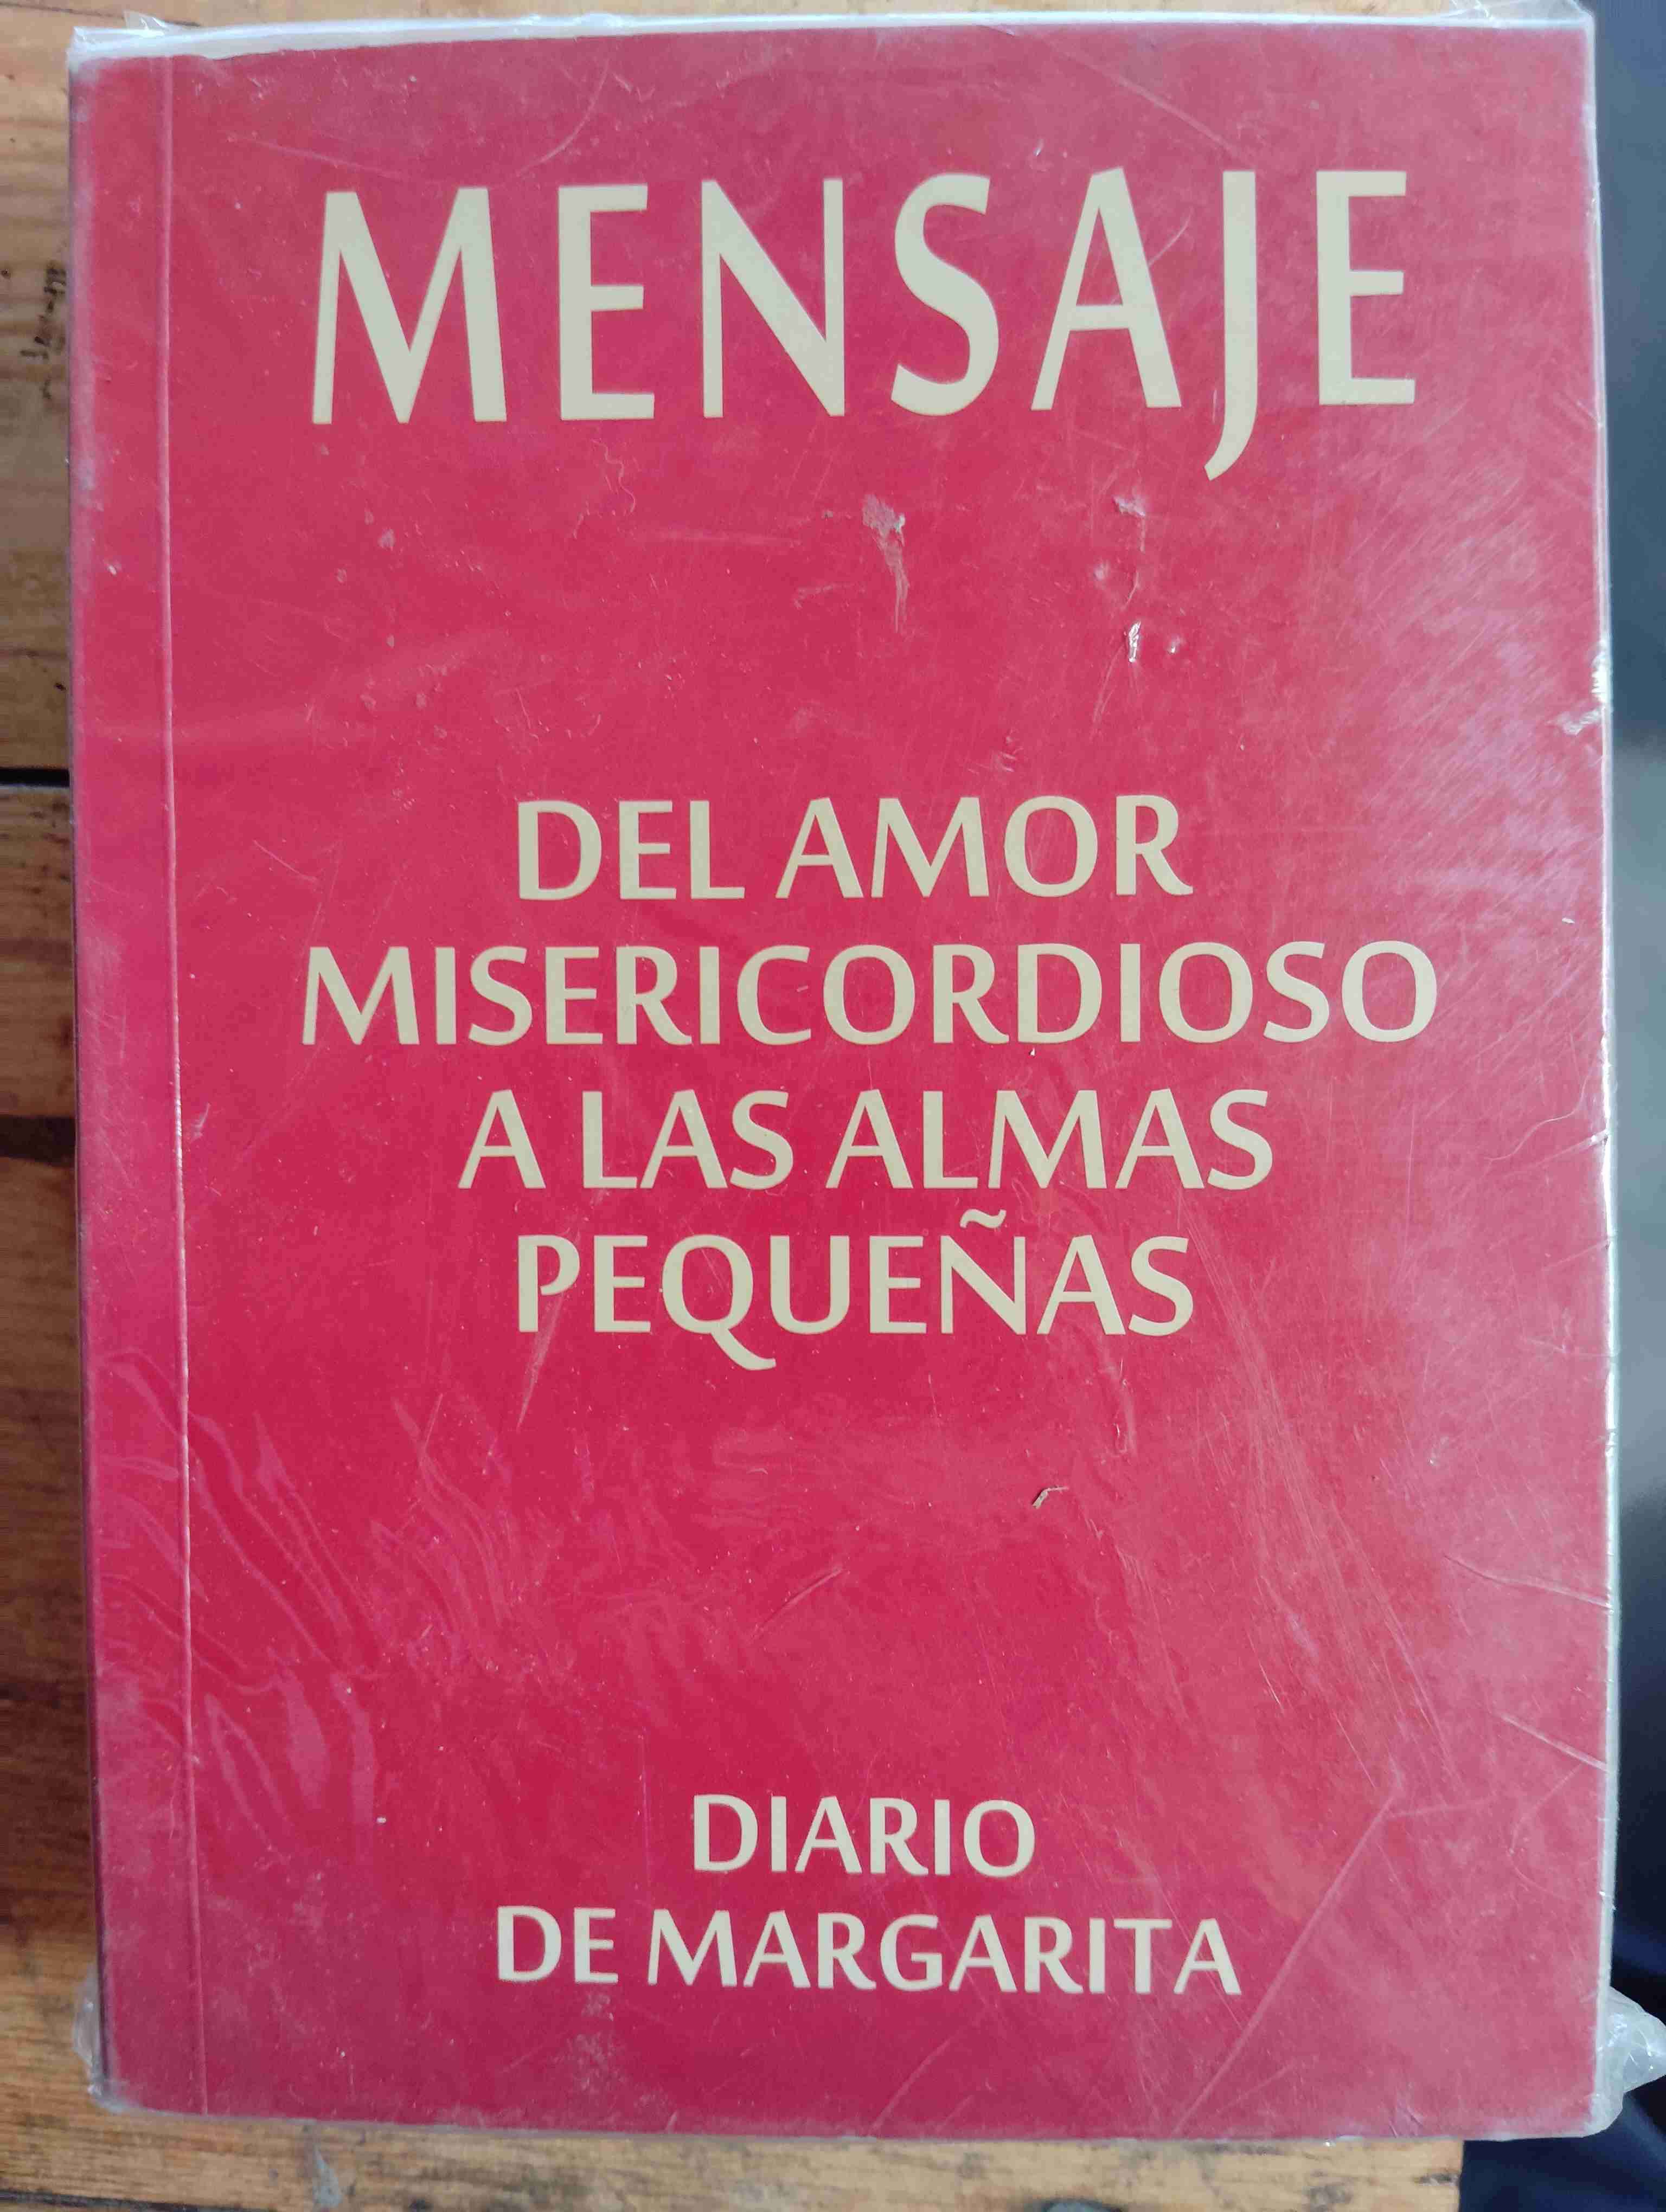 MENSAJE
DEL AMOR
MISERICORDIOSO
A LAS ALMAS
PEQUEÑAS
DIARIO
DE MARGARITA